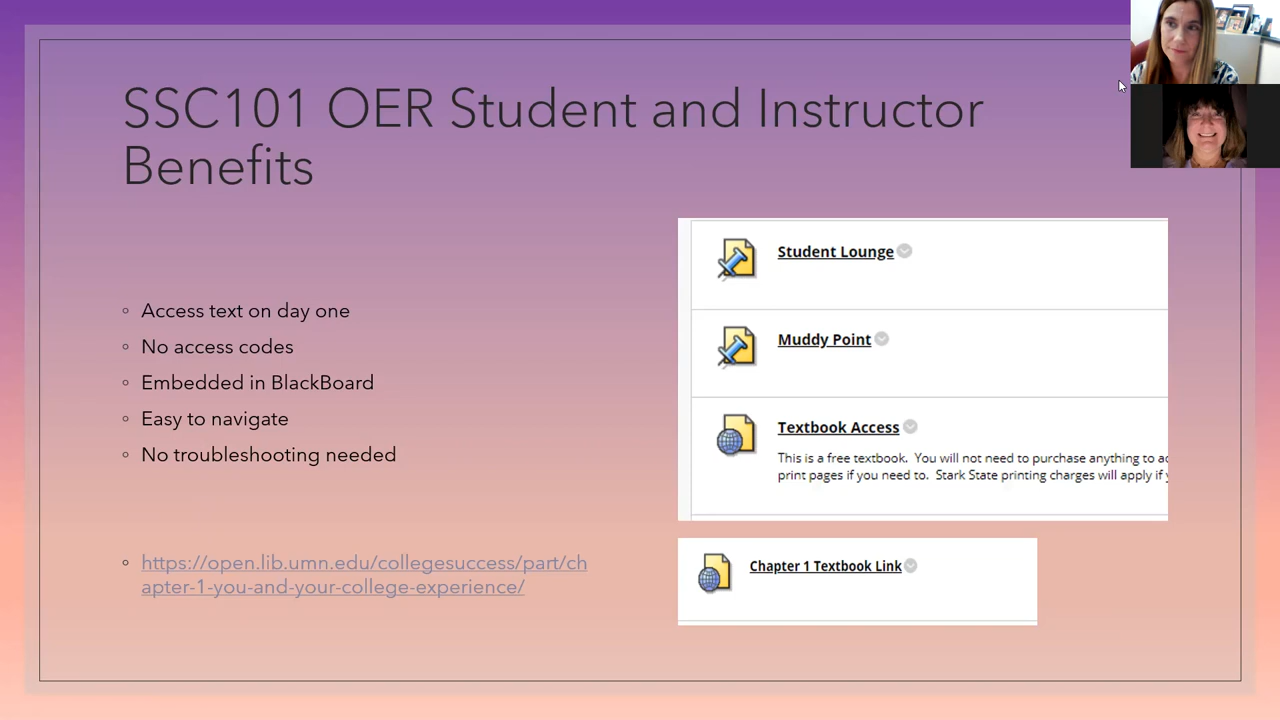 SSC101 OER Student and Instructor
Benefits
Access text on day one
No access codes
Embedded in BlackBoard
Easy to navigate
No troubleshooting needed
https://open.lib.umn.edu/collegesuccess/part/ch
apter-1-you-and-your-college-experience/
Student Lounge
Muddy Point
Textbook Access
This is a free textbook. You will not need to purchase anything to
print pages if you need to. Stark State printing charges will apply if
Chapter 1 Textbook Link